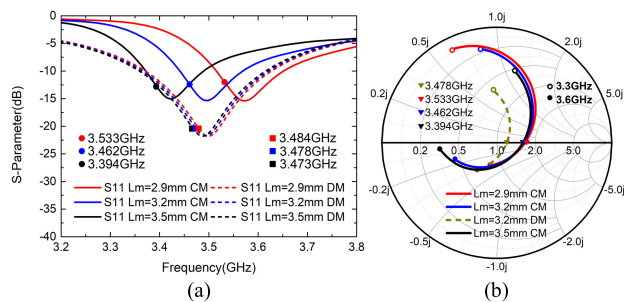 0
-5
-10
-15
-20
-25
-30
-35
-40
S-Parameter(dB)
3.533GHz
3.462GHz
3.394GHz
3.484GHz
3.478GHz
3.473GHz
S11 Lm=2.9mm CM
S11 Lm=3.2mm CM
S11 Lm=3.5mm CM
S11 Lm=2.9mm DM
S11 Lm=3.2mm DM
S11 Lm=3.5mm DM
3.2 3.3 3.4 3.5 3.6 3.7 3.8
Frequency(GHz)
(a)
1.0j
0.5j 2.0j
0.2j 5.0j
3.478GHz
3.533GHz
3.462GHz
3.394GHz
3.3GHz
3.6GHz
0.2 0.5 1.0 2.0 5.0
Lm=2.9mm CM
Lm=3.2mm CM
Lm=3.2mm DM
Lm=3.5mm CM
-0.2j -5.0j
-0.5j -2.0j
-1.0j
(b)